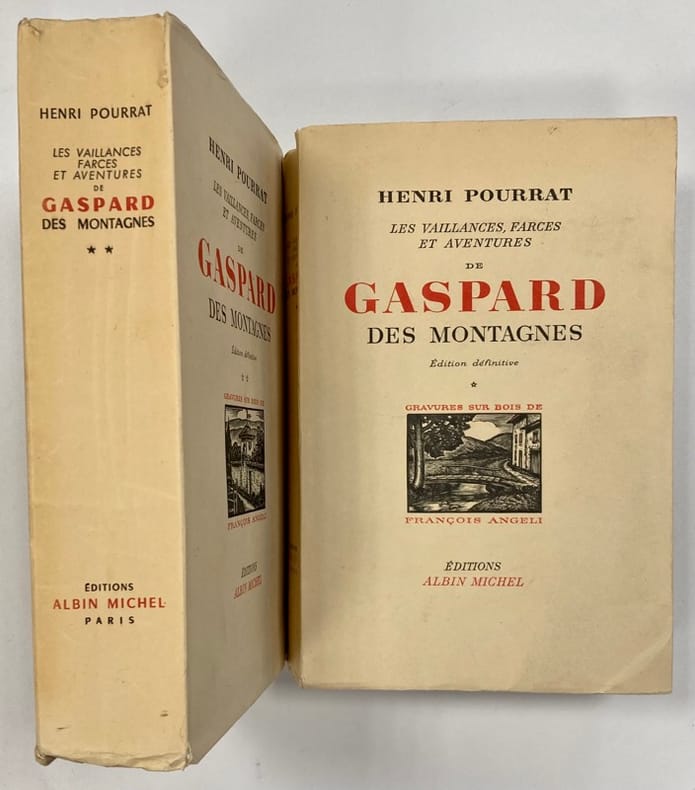 HENRI POURRAT
LES VAILLANCES
FARCES
ET AVENTURES
DE
GASPARD
DES MONTAGNES
★ ★
ÉDITIONS
ALBIN MICHEL
PARIS
HENRI POURRAT
LES VAILLANCES, FARCES
ET AVENTURES
DE
GASPARD
DES MONTAGNES
Édition définitive
★ ★
GRAVURES SUR BOIS DE
FRANÇOIS ANGELI
ÉDITIONS
ALBIN MICHEL
HENRI POURRAT
LES VAILLANCES, FARCES
ET AVENTURES
DE
GASPARD
DES MONTAGNES
Édition définitive
★
GRAVURES SUR BOIS DE
FRANÇOIS ANGELI
ÉDITIONS
ALBIN MICHEL